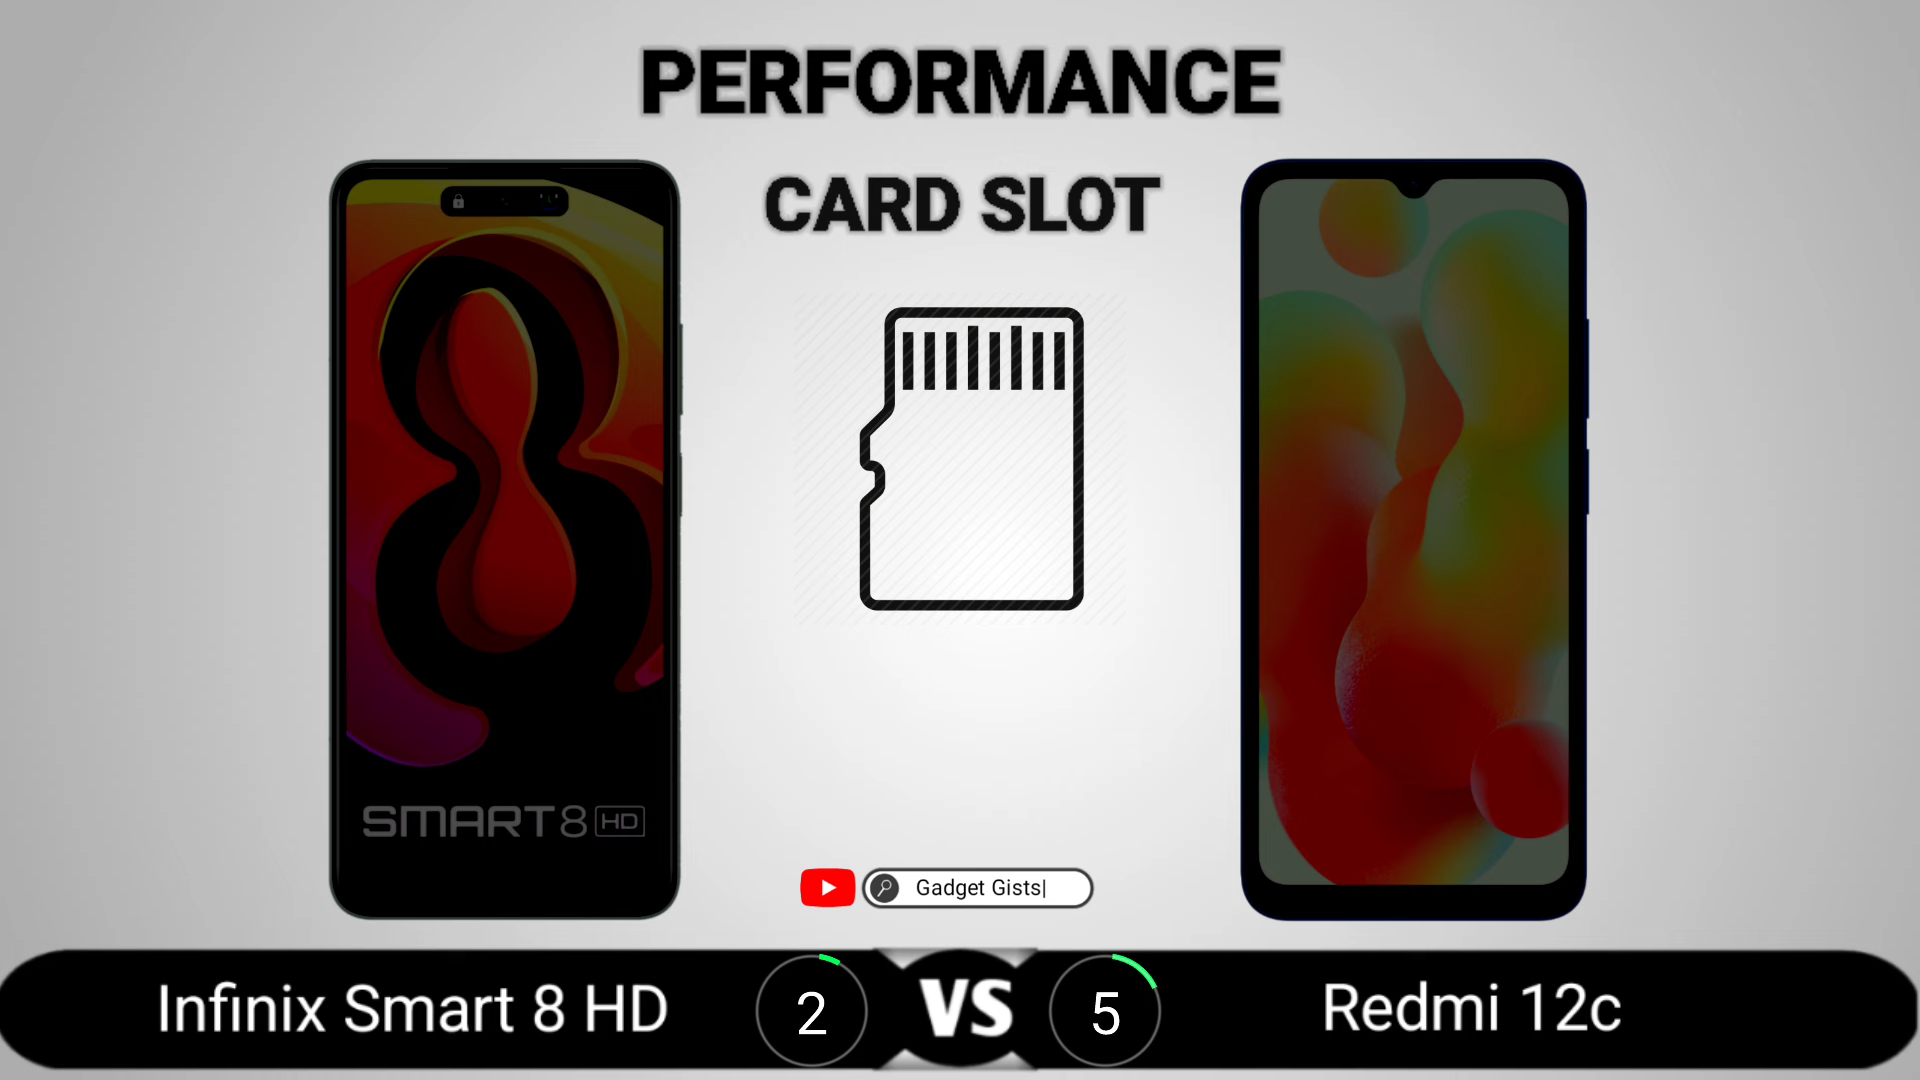 PERFORMANCE
CARD SLOT
SMART 8 HD
Gadget Gists|
Infinix Smart 8 HD
2
VS
5
Redmi 12c